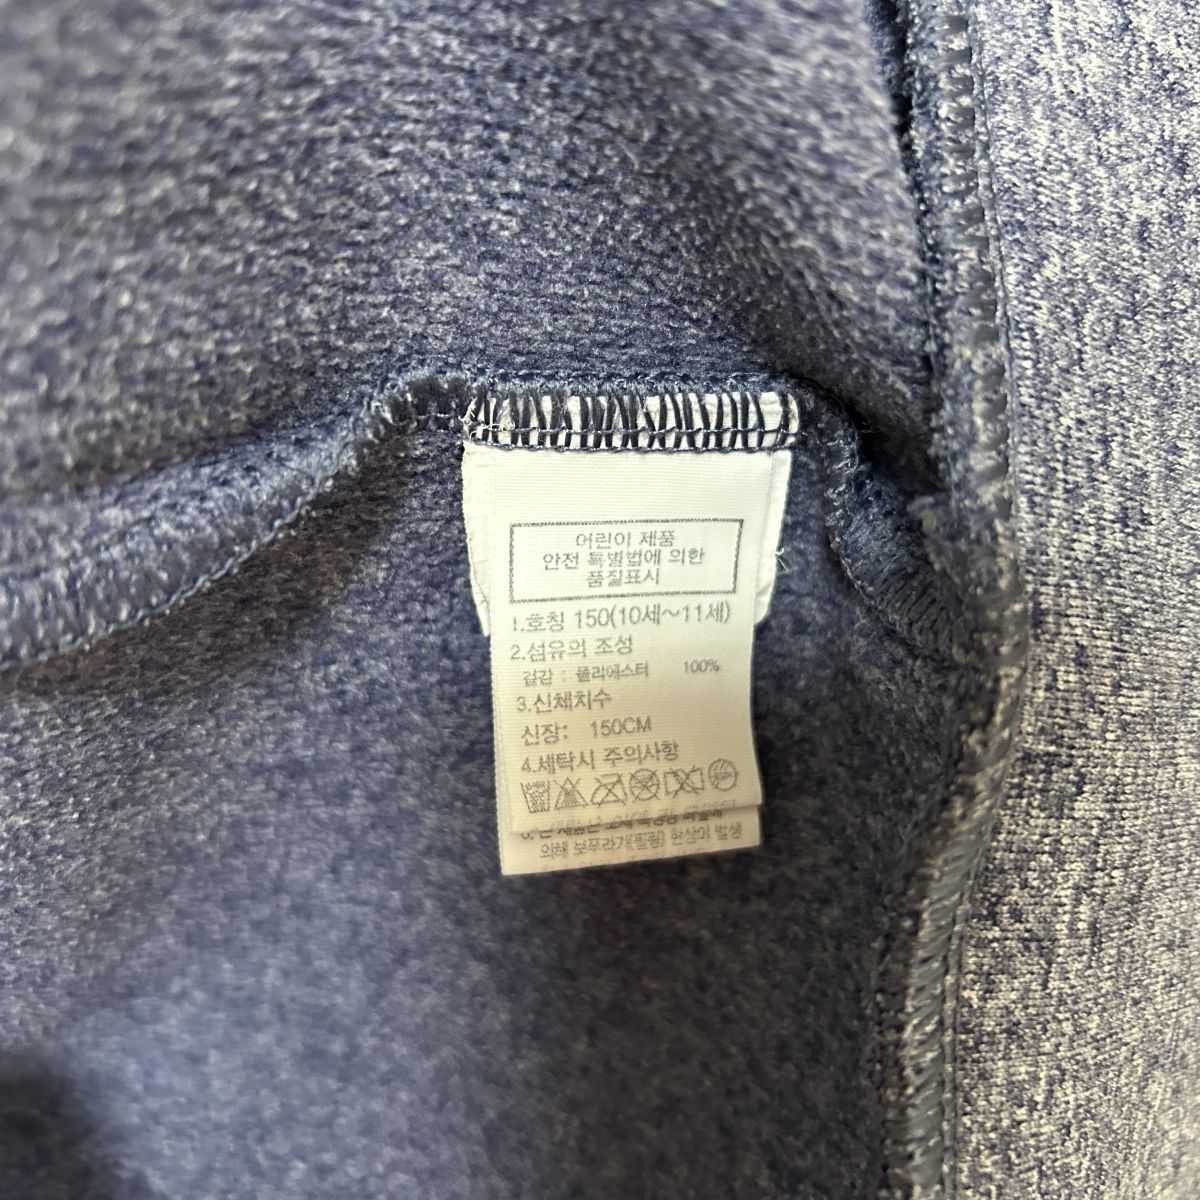 어린이 제품
안전 특별법에 의한
품질표시
1.호칭 150(10세~11세)
2.섬유의 조성
겉감 : 폴리에스터 100%
3.신체치수
신장: 150CM
4.세탁시 주의사항
의해 보푸라기(필링) 현상이 발생